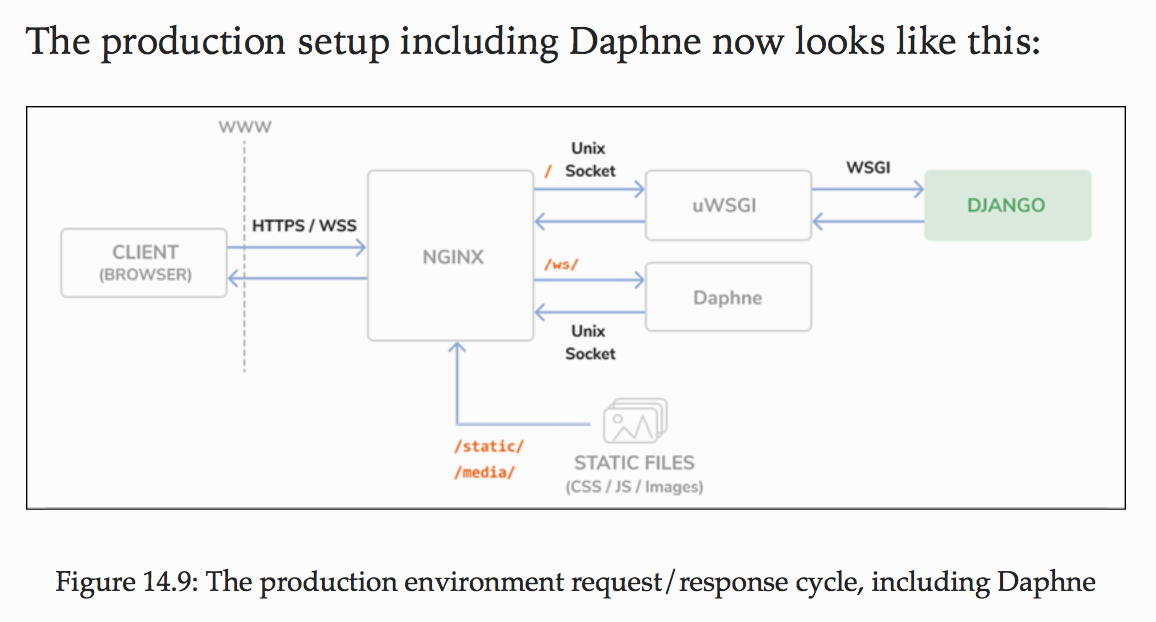 The production setup including Daphne now looks like this:
WWW
Unix
/ Socket
WSGI
HTTPS / WSS
uWSGI
DJANGO
CLIENT
(BROWSER)
NGINX
/ws/
Daphne
Unix
Socket
/static/
/media/
STATIC FILES
(CSS / JS / Images)
Figure 14.9: The production environment request/response cycle, including Daphne